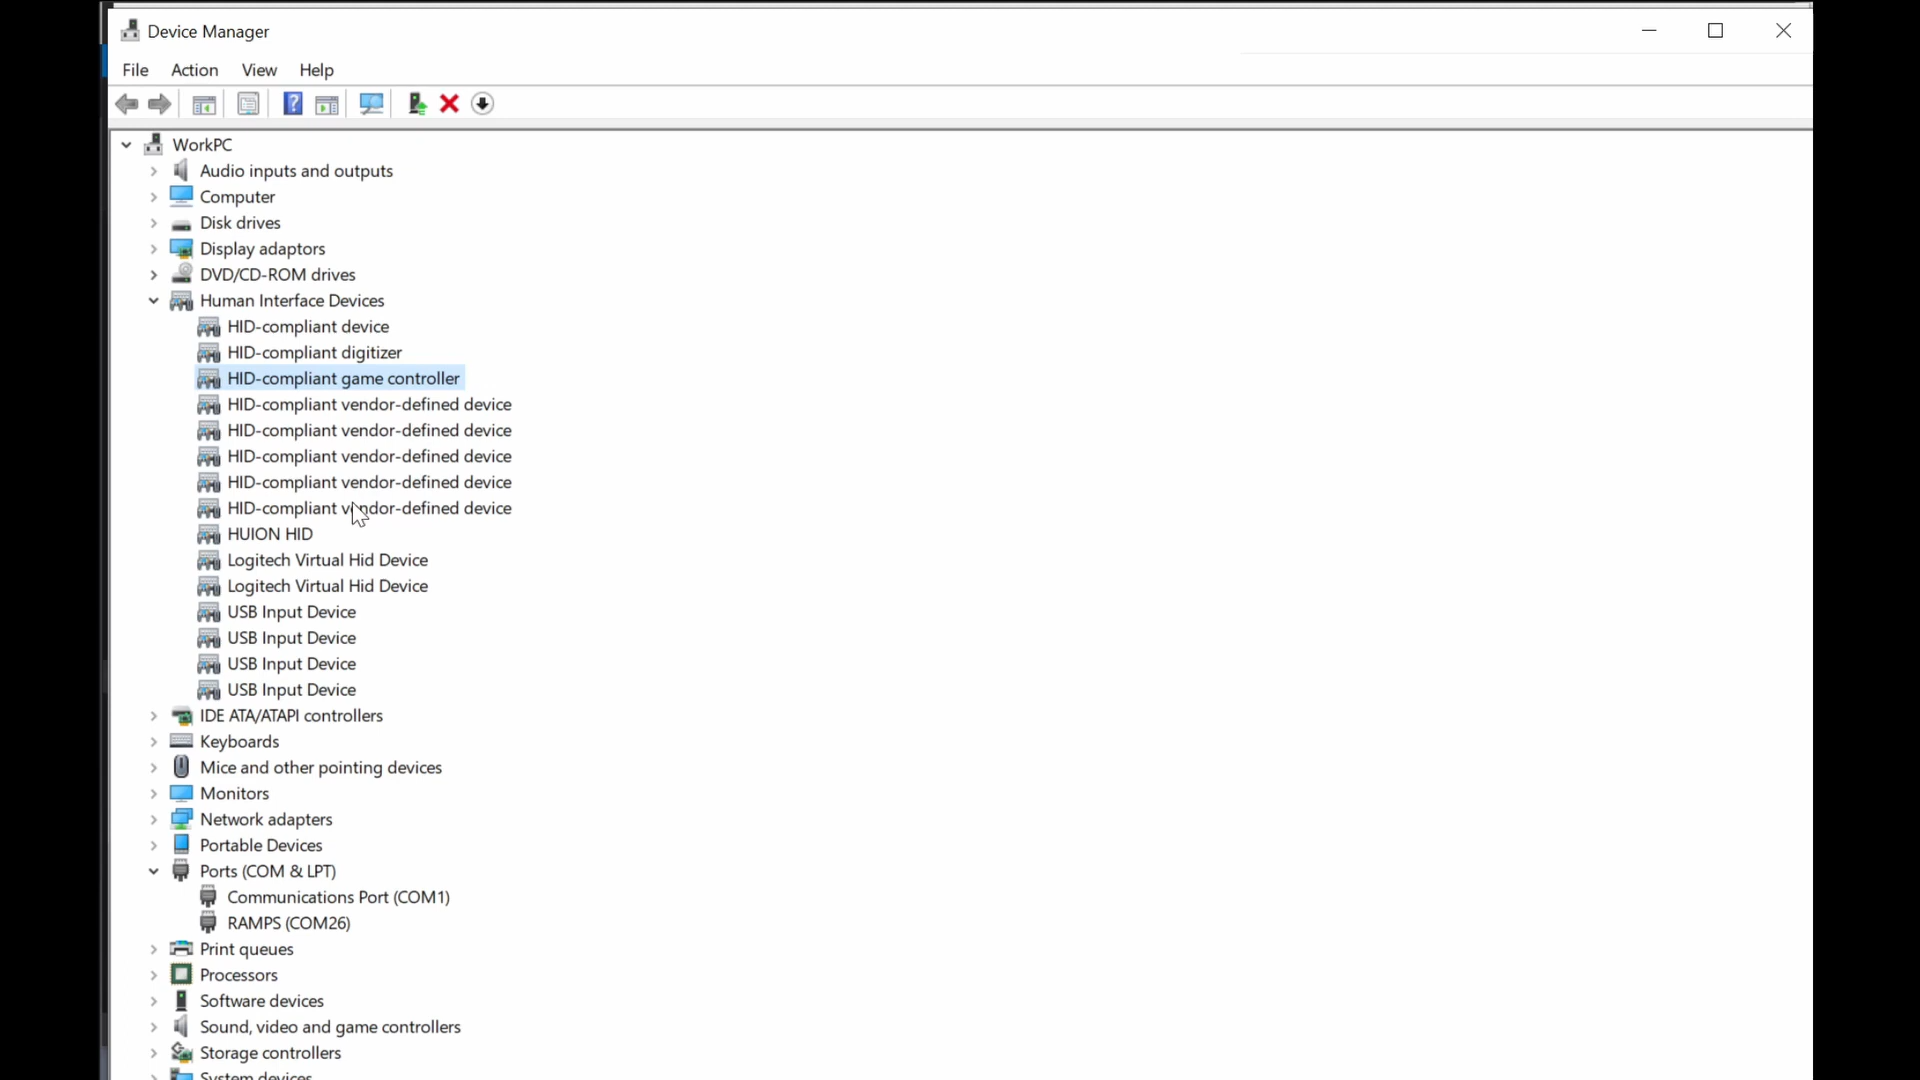 Device Manager
File Action View Help
WorkPC
Audio inputs and outputs
Computer
Disk drives
Display adaptors
DVD/CD-ROM drives
Human Interface Devices
HID-compliant device
HID-compliant digitizer
HID-compliant game controller
HID-compliant vendor-defined device
HID-compliant vendor-defined device
HID-compliant vendor-defined device
HID-compliant vendor-defined device
HID-compliant vendor-defined device
HUION HID
Logitech Virtual Hid Device
Logitech Virtual Hid Device
USB Input Device
USB Input Device
USB Input Device
USB Input Device
IDE ATA/ATAPI controllers
Keyboards
Mice and other pointing devices
Monitors
Network adapters
Portable Devices
Ports (COM & LPT)
Communications Port (COM1)
RAMPS (COM26)
Print queues
Processors
Software devices
Sound, video and game controllers
Storage controllers
System devices